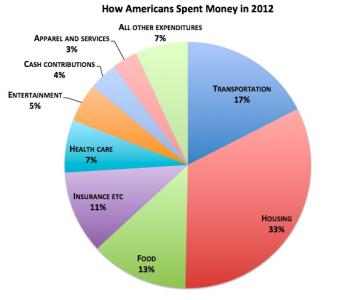 How Americans Spent Money in 2012
ALL OTHER EXPENDITURES
7%
APPAREL AND SERVICES
3%
CASH CONTRIBUTIONS
4%
ENTERTAINMENT
5%
HEALTH CARE
7%
INSURANCE ETC
11%
FOOD
13%
HOUSING
33%
TRANSPORTATION
17%